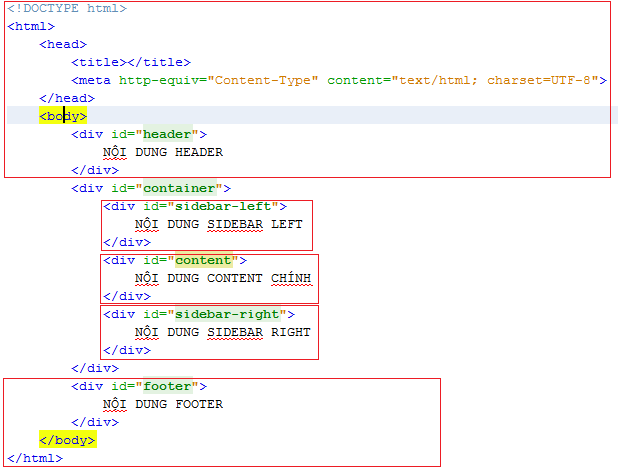 <!DOCTYPE html>
<html>
<head>
<title></title>
<meta http-equiv="Content-Type" content="text/html; charset=UTF-8">
</head>
<body>
<div id="header">
NỘI DUNG HEADER
</div>
<div id="container">
<div id="sidebar-left">
NỘI DUNG SIDEBAR LEFT
</div>
<div id="content">
NỘI DUNG CONTENT CHÍNH
</div>
<div id="sidebar-right">
NỘI DUNG SIDEBAR RIGHT
</div>
</div>
<div id="footer">
NỘI DUNG FOOTER
</div>
</body>
</html>